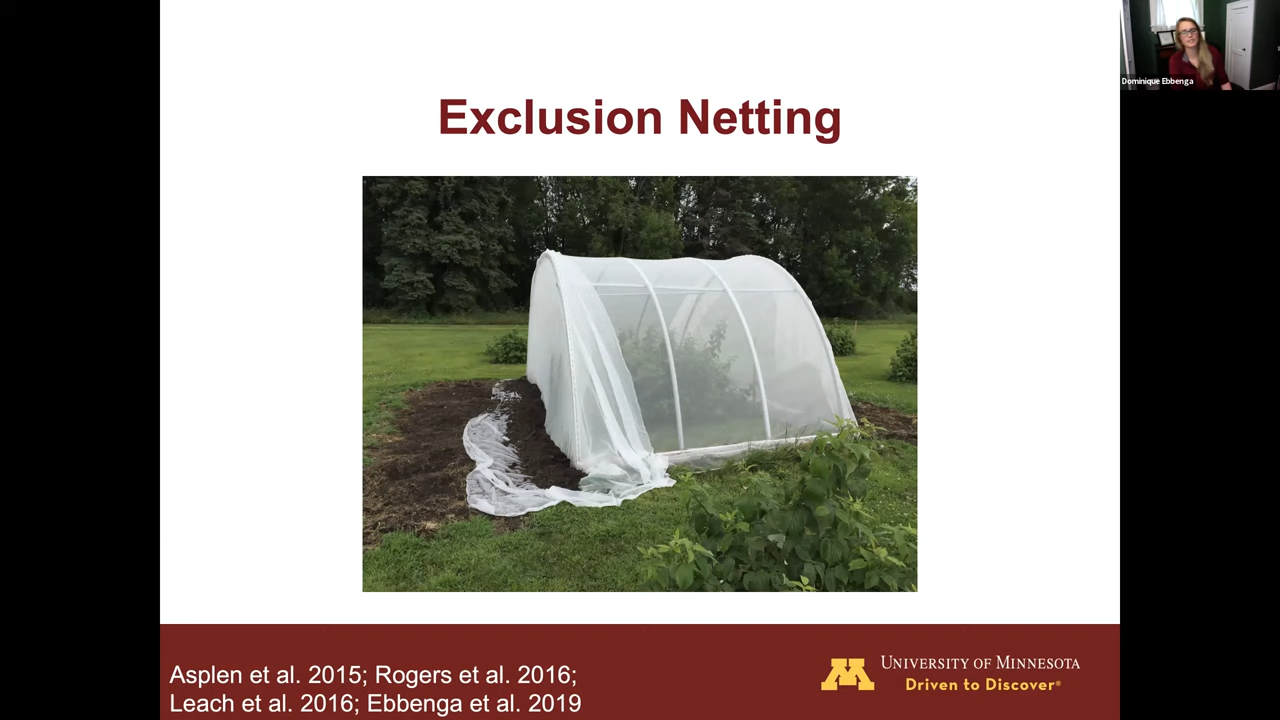 Exclusion Netting
Dominique Ebbenga
Asplen et al. 2015; Rogers et al. 2016;
Leach et al. 2016; Ebbenga et al. 2019
UNIVERSITY OF MINNESOTA
Driven to Discover®